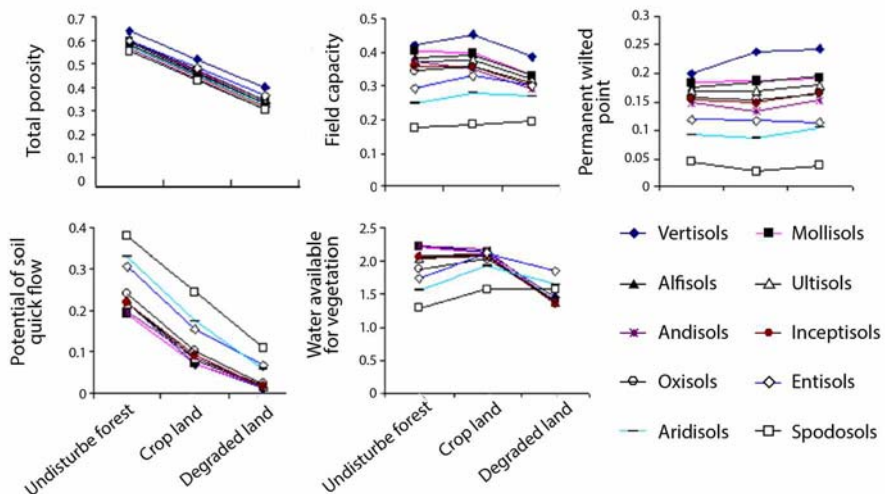 Total porosity
0.7
0.6
0.5
0.4
0.3
0.2
0.1
0
Field capacity
0.5
0.4
0.3
0.2
0.1
0
Permanent wilted
point
0.3
0.25
0.2
0.15
0.1
0.05
0
Potential of soil
quick flow
0.4
0.3
0.2
0.1
0
Undisturbe forest
Crop land
Degraded land
Water available
for vegetation
2.5
2.0
1.5
1.0
0.5
0
Undisturbe forest
Crop land
Degraded land
Vertisols
Mollisols
Alfisols
Ultisols
Andisols
Inceptisols
Oxisols
Entisols
Aridisols
Spodosols